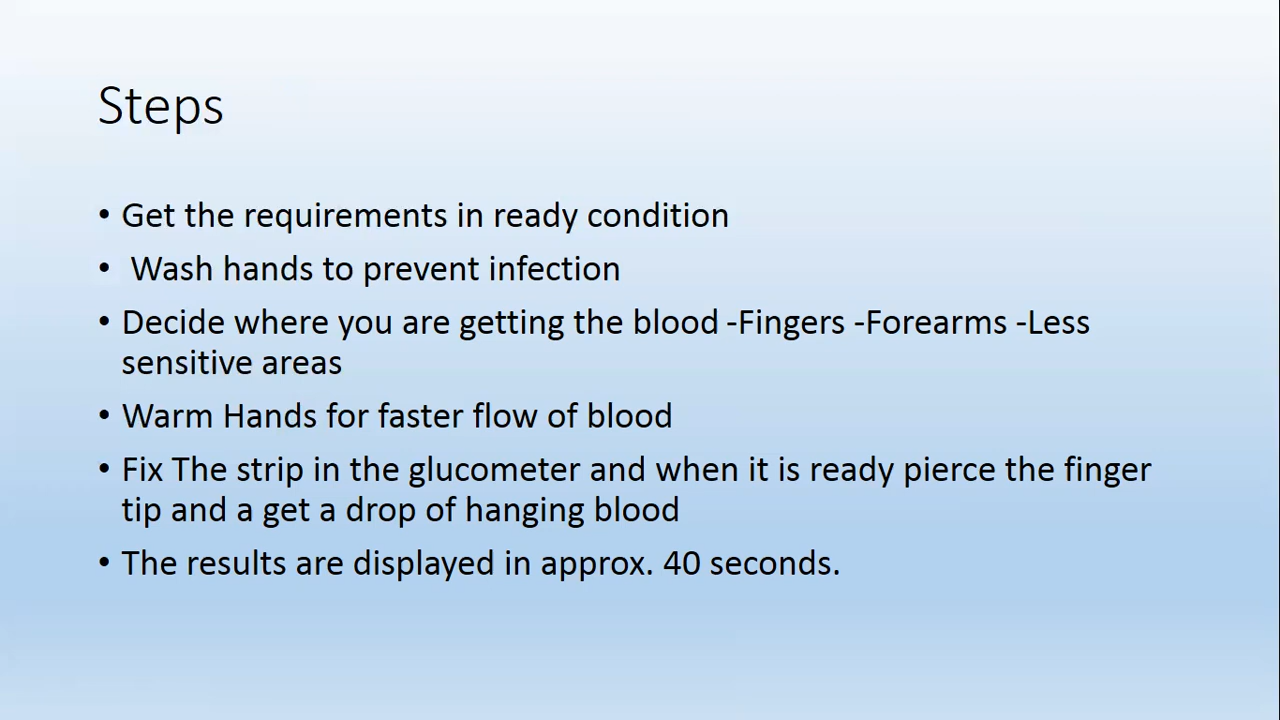 Steps
• Get the requirements in ready condition
• Wash hands to prevent infection
• Decide where you are getting the blood -Fingers -Forearms -Less
sensitive areas
• Warm Hands for faster flow of blood
• Fix The strip in the glucometer and when it is ready pierce the finger
tip and a get a drop of hanging blood
• The results are displayed in approx. 40 seconds.